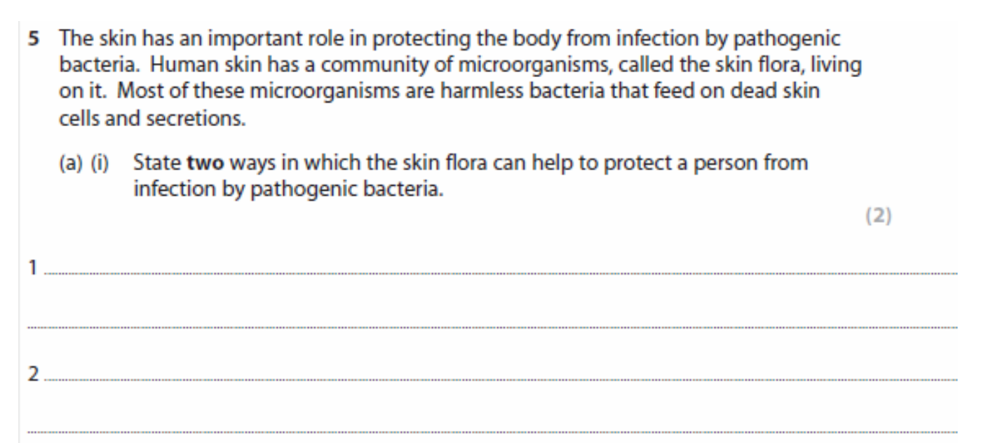 5 The skin has an important role in protecting the body from infection by pathogenic
bacteria. Human skin has a community of microorganisms, called the skin flora, living
on it. Most of these microorganisms are harmless bacteria that feed on dead skin
cells and secretions.
(a) (i) State two ways in which the skin flora can help to protect a person from
infection by pathogenic bacteria.
(2)
1
2